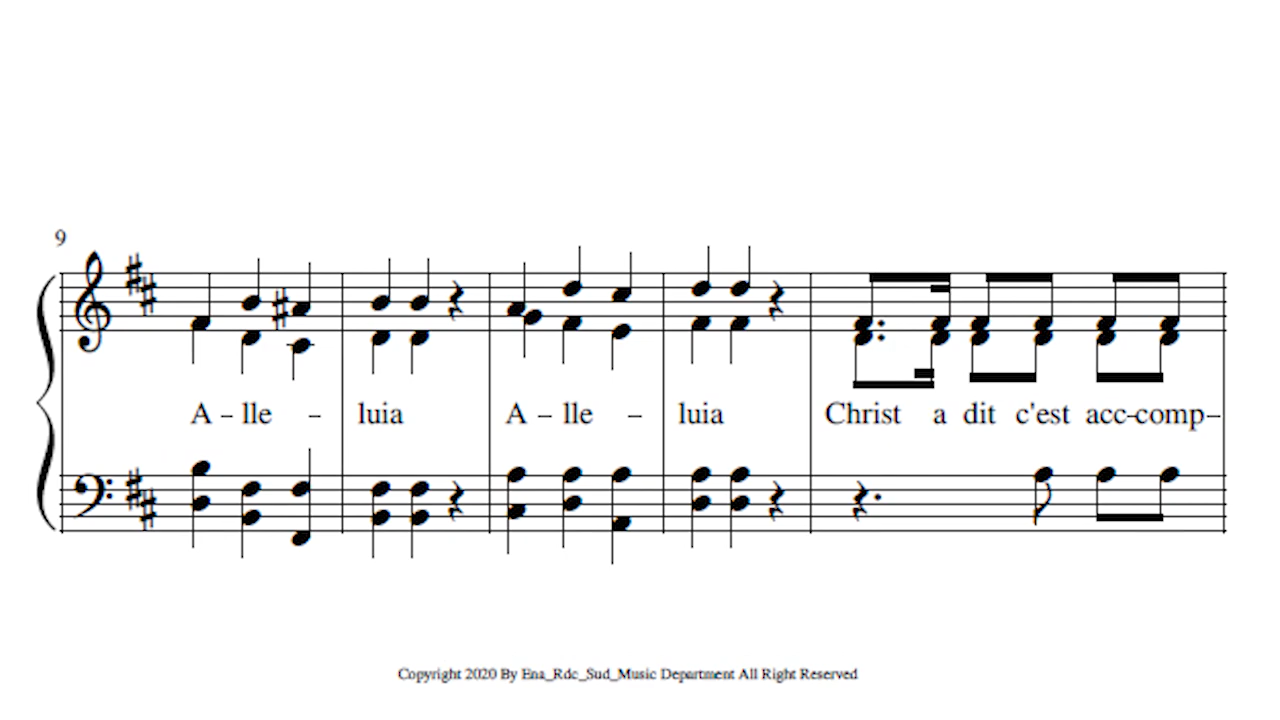 9
A – lle – luia A – lle – luia Christ a dit c'est acc–comp–
Copyright 2020 By Ena_Rdc_Sud_Music Department All Right Reserved